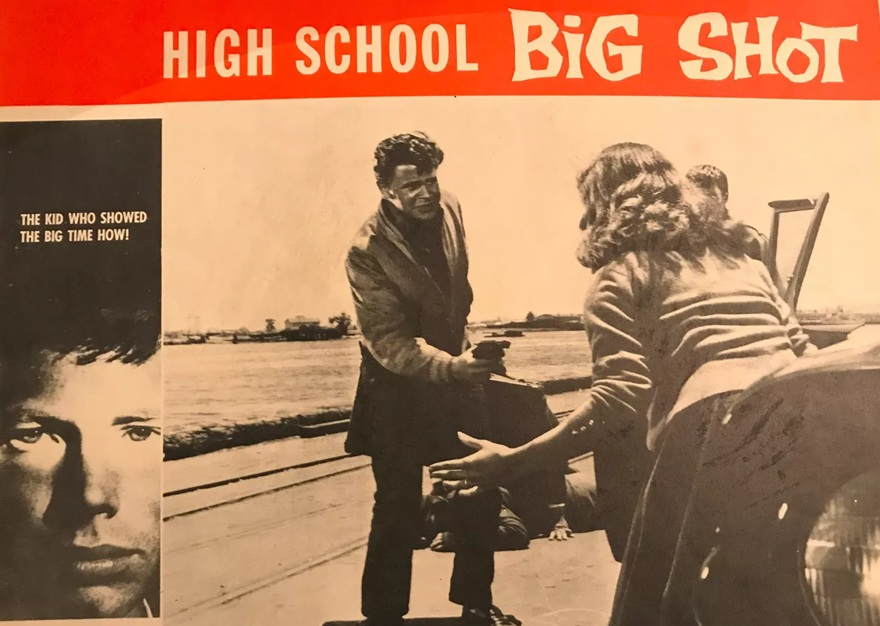 HIGH SCHOOL BiG SHOT
THE KID WHO SHOWED
THE BIG TIME HOW!